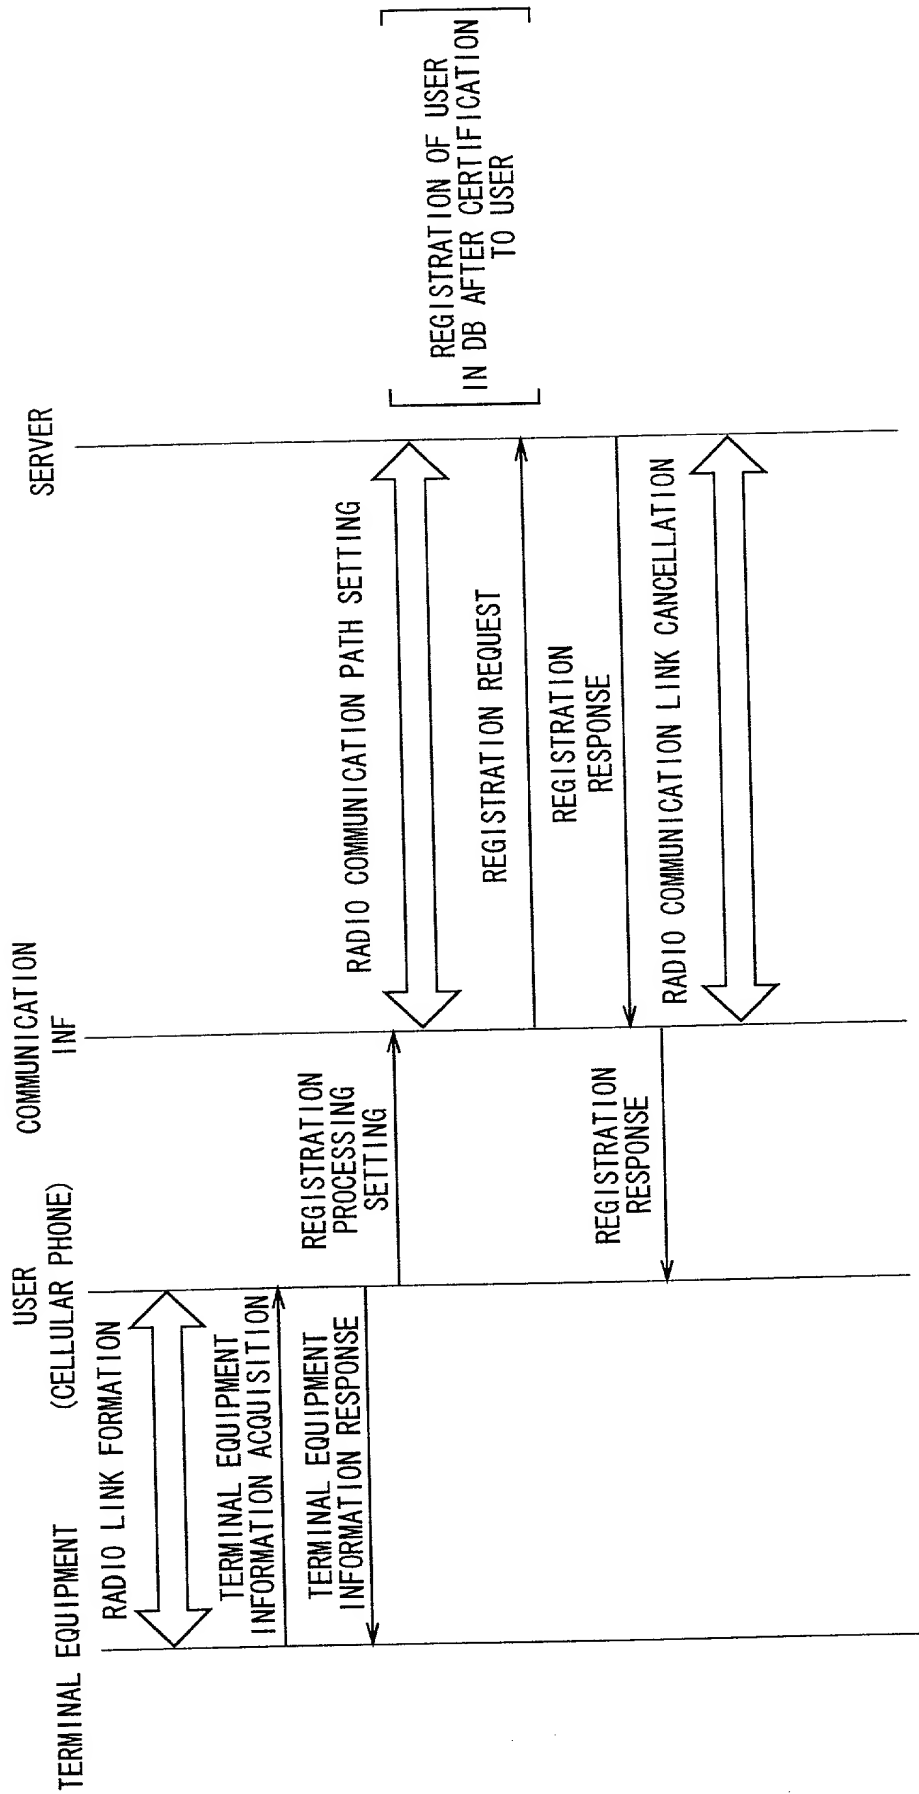 TERMINAL EQUIPMENT
USER
(CELLULAR PHONE)
COMMUNICATION
INF
SERVER
RADIO LINK FORMATION
TERMINAL EQUIPMENT
INFORMATION ACQUISITION
TERMINAL EQUIPMENT
INFORMATION RESPONSE
REGISTRATION
PROCESSING
SETTING
RADIO COMMUNICATION PATH SETTING
REGISTRATION REQUEST
REGISTRATION OF USER
IN DB AFTER CERTIFICATION
TO USER
REGISTRATION
RESPONSE
REGISTRATION
RESPONSE
RADIO COMMUNICATION LINK CANCELLATION